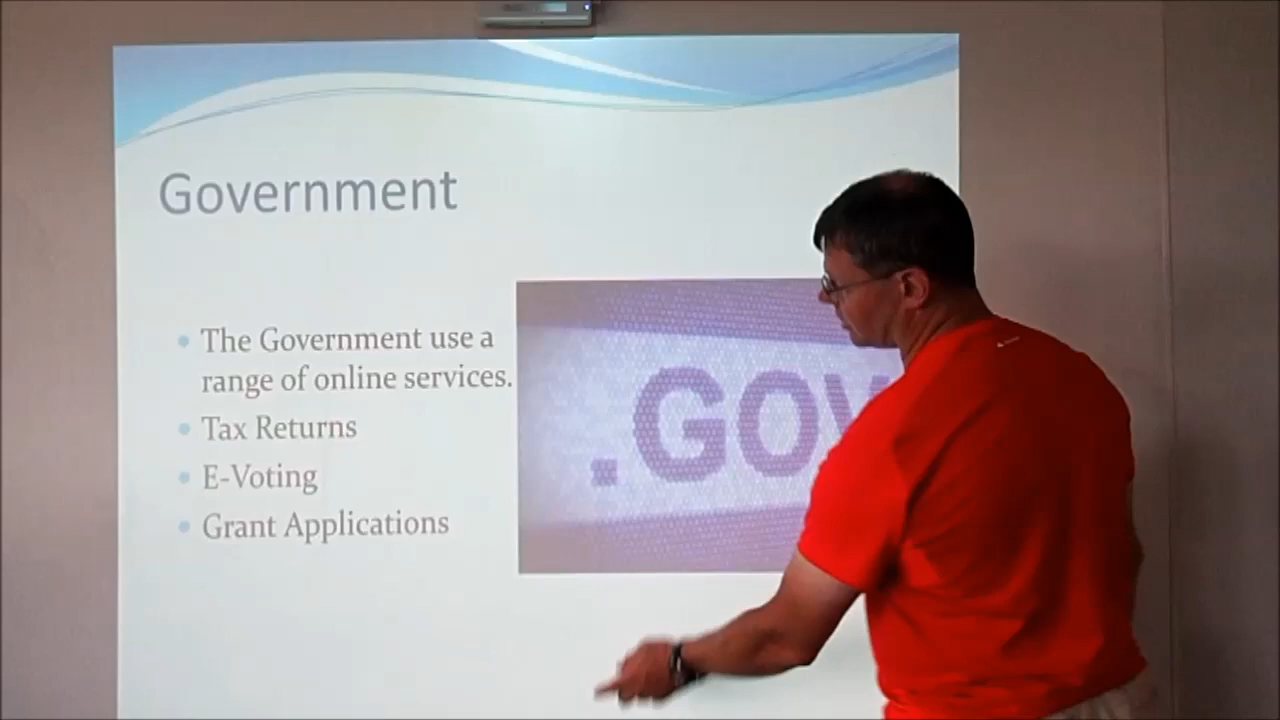 Government
The Government use a
range of online services.
Tax Returns
E-Voting
Grant Applications
.GOV